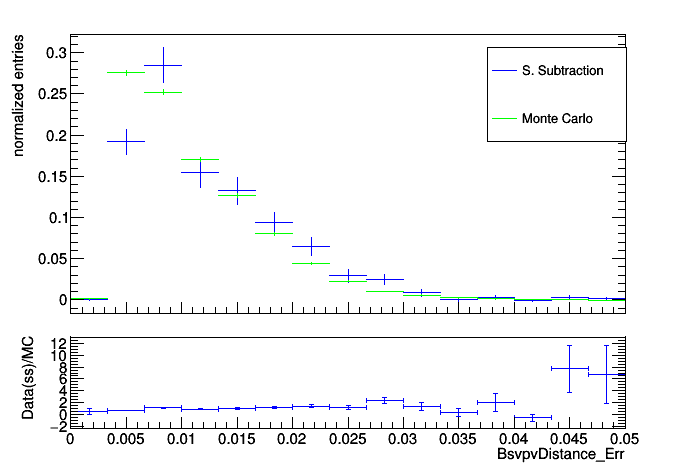 normalized entries
0.3
0.25
0.2
0.15
0.1
0.05
0
S. Subtraction
Monte Carlo
Data(ss)/MC
12
10
8
6
4
2
0
−2
0 0.005 0.01 0.015 0.02 0.025 0.03 0.035 0.04 0.045 0.05
BsvpvDistance_Err